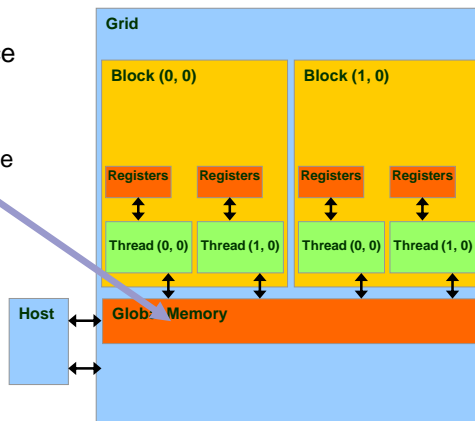 Grid
Block (0, 0) Block (1, 0)
Registers Registers Registers Registers
Thread (0, 0) Thread (1, 0) Thread (0, 0) Thread (1, 0)
Host Global Memory